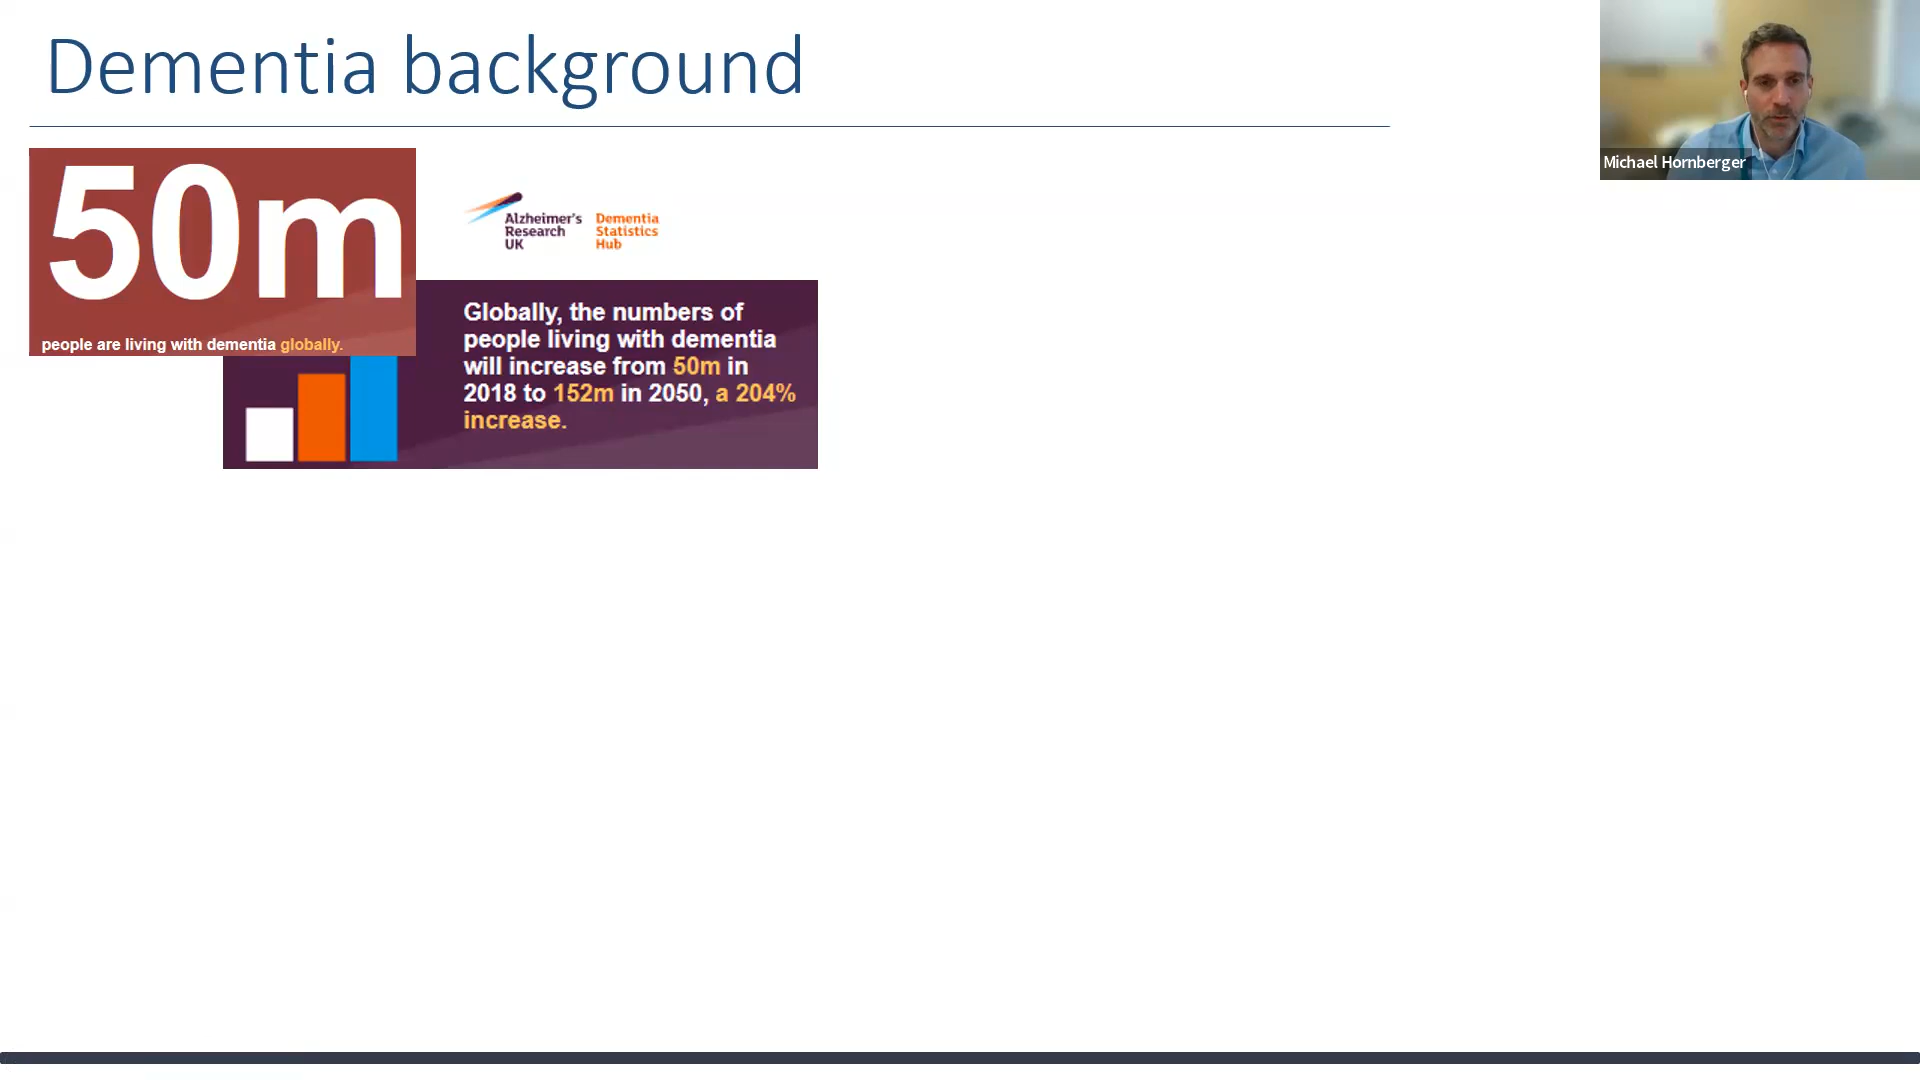 Dementia background
Michael Hornberger
50m
people are living with dementia globally.
Alzheimer's
Research
UK
Dementia
Statistics
Hub
Globally, the numbers of
people living with dementia
will increase from 50m in
2018 to 152m in 2050, a 204%
increase.